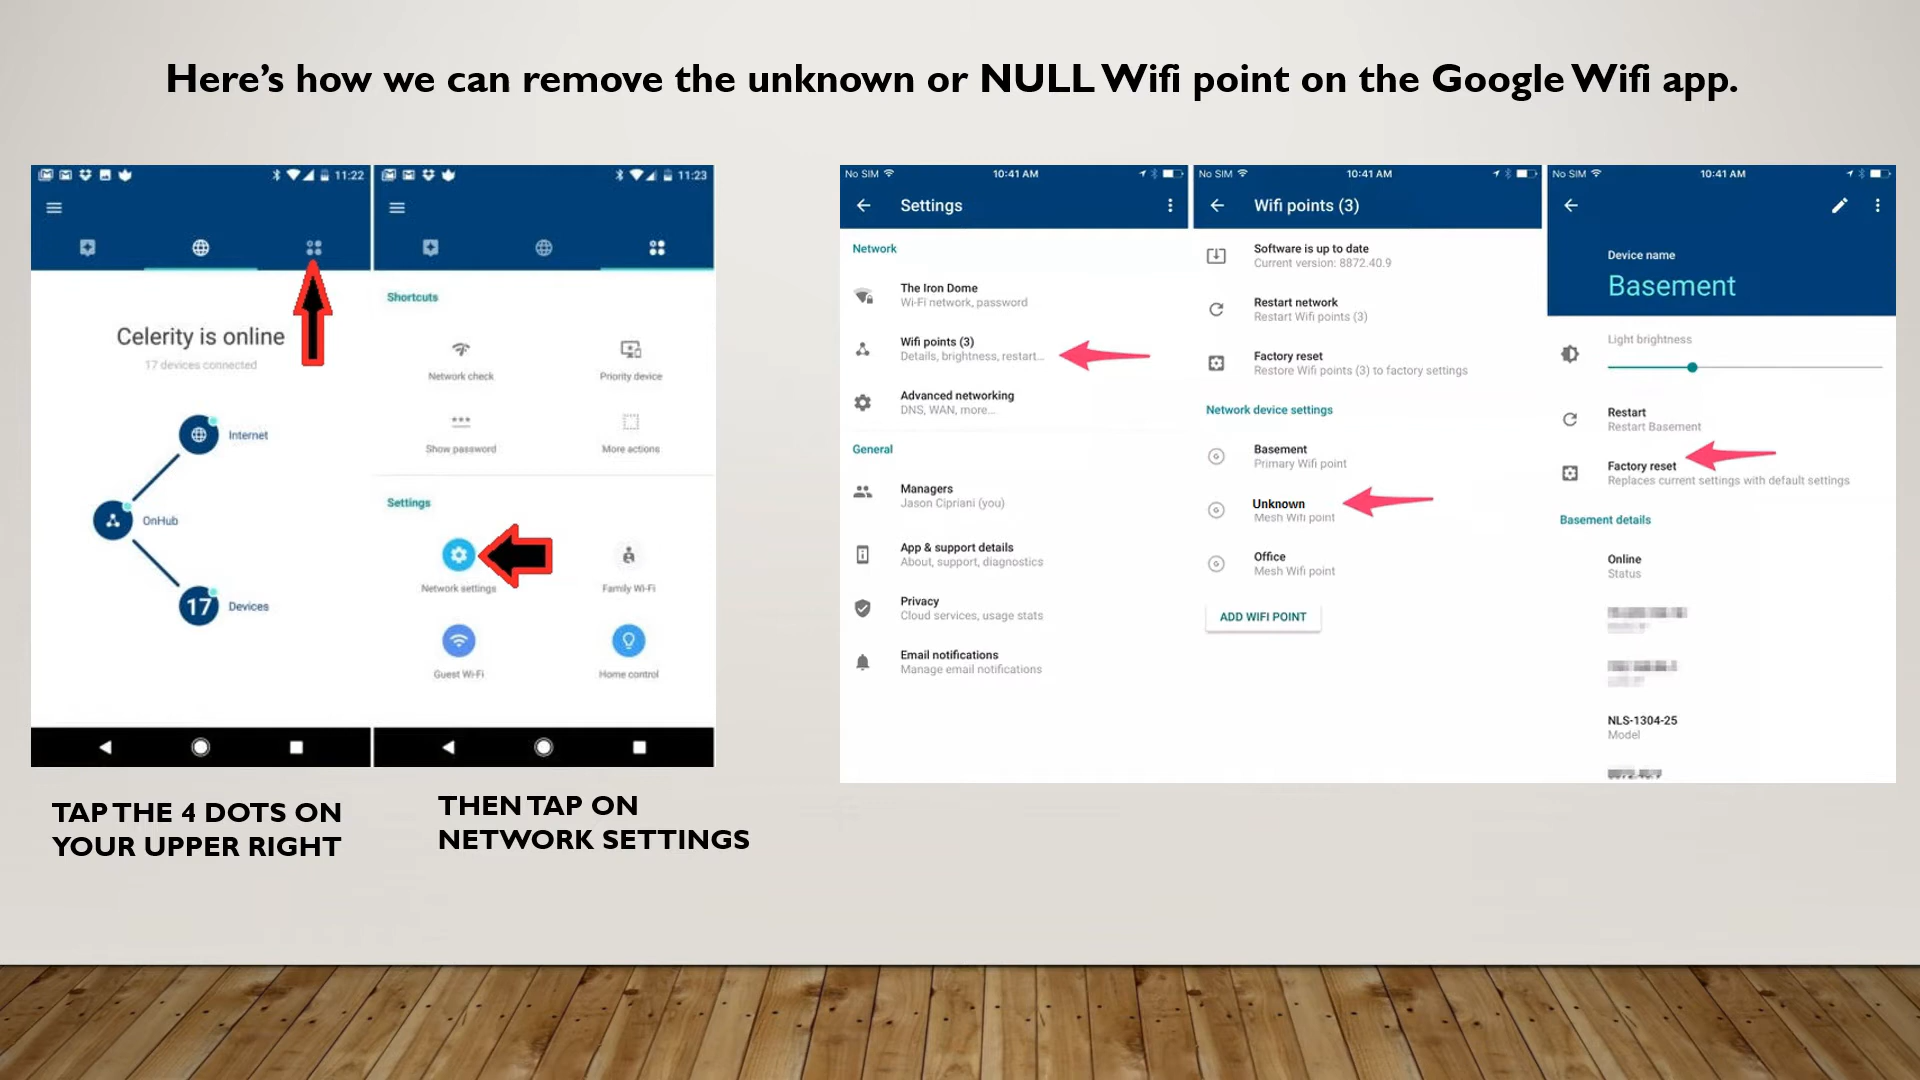 Here's how we can remove the unknown or NULL Wifi point on the Google Wifi app.
11:22
Celerity is online
17 devices connected
Internet
OnHub
17
Devices
TAP THE 4 DOTS ON
YOUR UPPER RIGHT
11:23
Shortcuts
Network check
Priority device
Show password
More actions
Settings
Network settings
Family Wi-Fi
Guest Wi-Fi
Home control
THEN TAP ON
NETWORK SETTINGS
No SIM
10:41 AM
Settings
Network
The Iron Dome
Wi-Fi network, password
Wifi points (3)
Details, brightness, restart...
Advanced networking
DNS, WAN, more...
General
Managers
Jason Cipriani (you)
App & support details
About, support, diagnostics
Privacy
Cloud services, usage stats
Email notifications
Manage email notifications
No SIM
10:41 AM
Wifi points (3)
Software is up to date
Current version: 8872.40.9
Restart network
Restart Wifi points (3)
Factory reset
Restore Wifi points (3) to factory settings
Network device settings
Basement
Primary Wifi point
Unknown
Mesh Wifi point
Office
Mesh Wifi point
ADD WIFI POINT
No SIM
10:41 AM
Device name
Basement
Light brightness
Restart
Restart Basement
Factory reset
Replaces current settings with default settings
Basement details
Online
Status
NLS-1304-25
Model